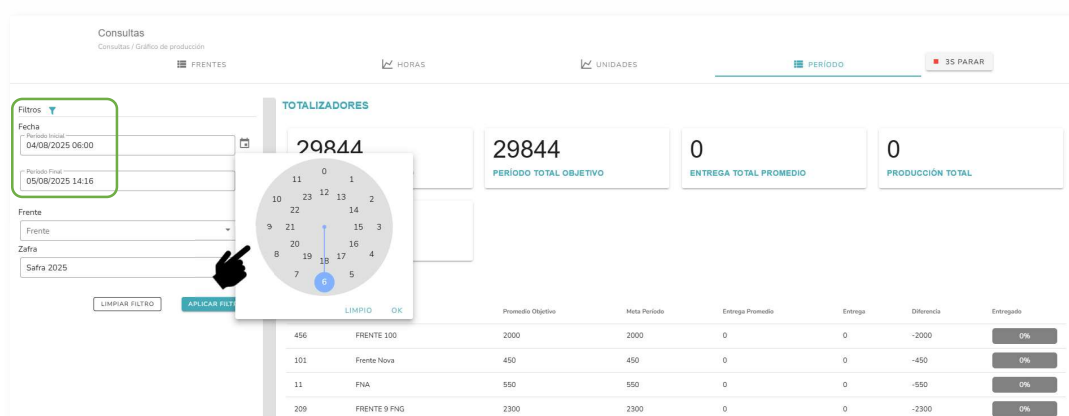 Consultas
Consultas / Gráfico de producción
FRENTES
HORAS
UNIDADES
PERÍODO
3S PARAR
Filtros
Fecha
Período Inicial
04/08/2025 06:00
Período Final
05/08/2025 14:16
Frente
Frente
Zafra
Safra 2025
LIMPIAR FILTRO
APLICAR FILT
TOTALIZADORES
29844
29844
PERÍODO TOTAL OBJETIVO
0
ENTREGA TOTAL PROMEDIO
0
PRODUCCIÓN TOTAL
0
11
1
10
23
12
13
2
22
14
9
21
15
3
20
16
8
19
18
17
4
7
6
5
LIMPIO
OK
Promedio Objetivo
Meta Período
Entrega Promedio
Entrega
Diferencia
Entregado
456 FRENTE 100 2000 2000 0 0 -2000 0%
101 Frente Nova 450 450 0 0 -450 0%
11 FNA 550 550 0 0 -550 0%
209 FRENTE 9 FNG 2300 2300 0 0 -2300 0%